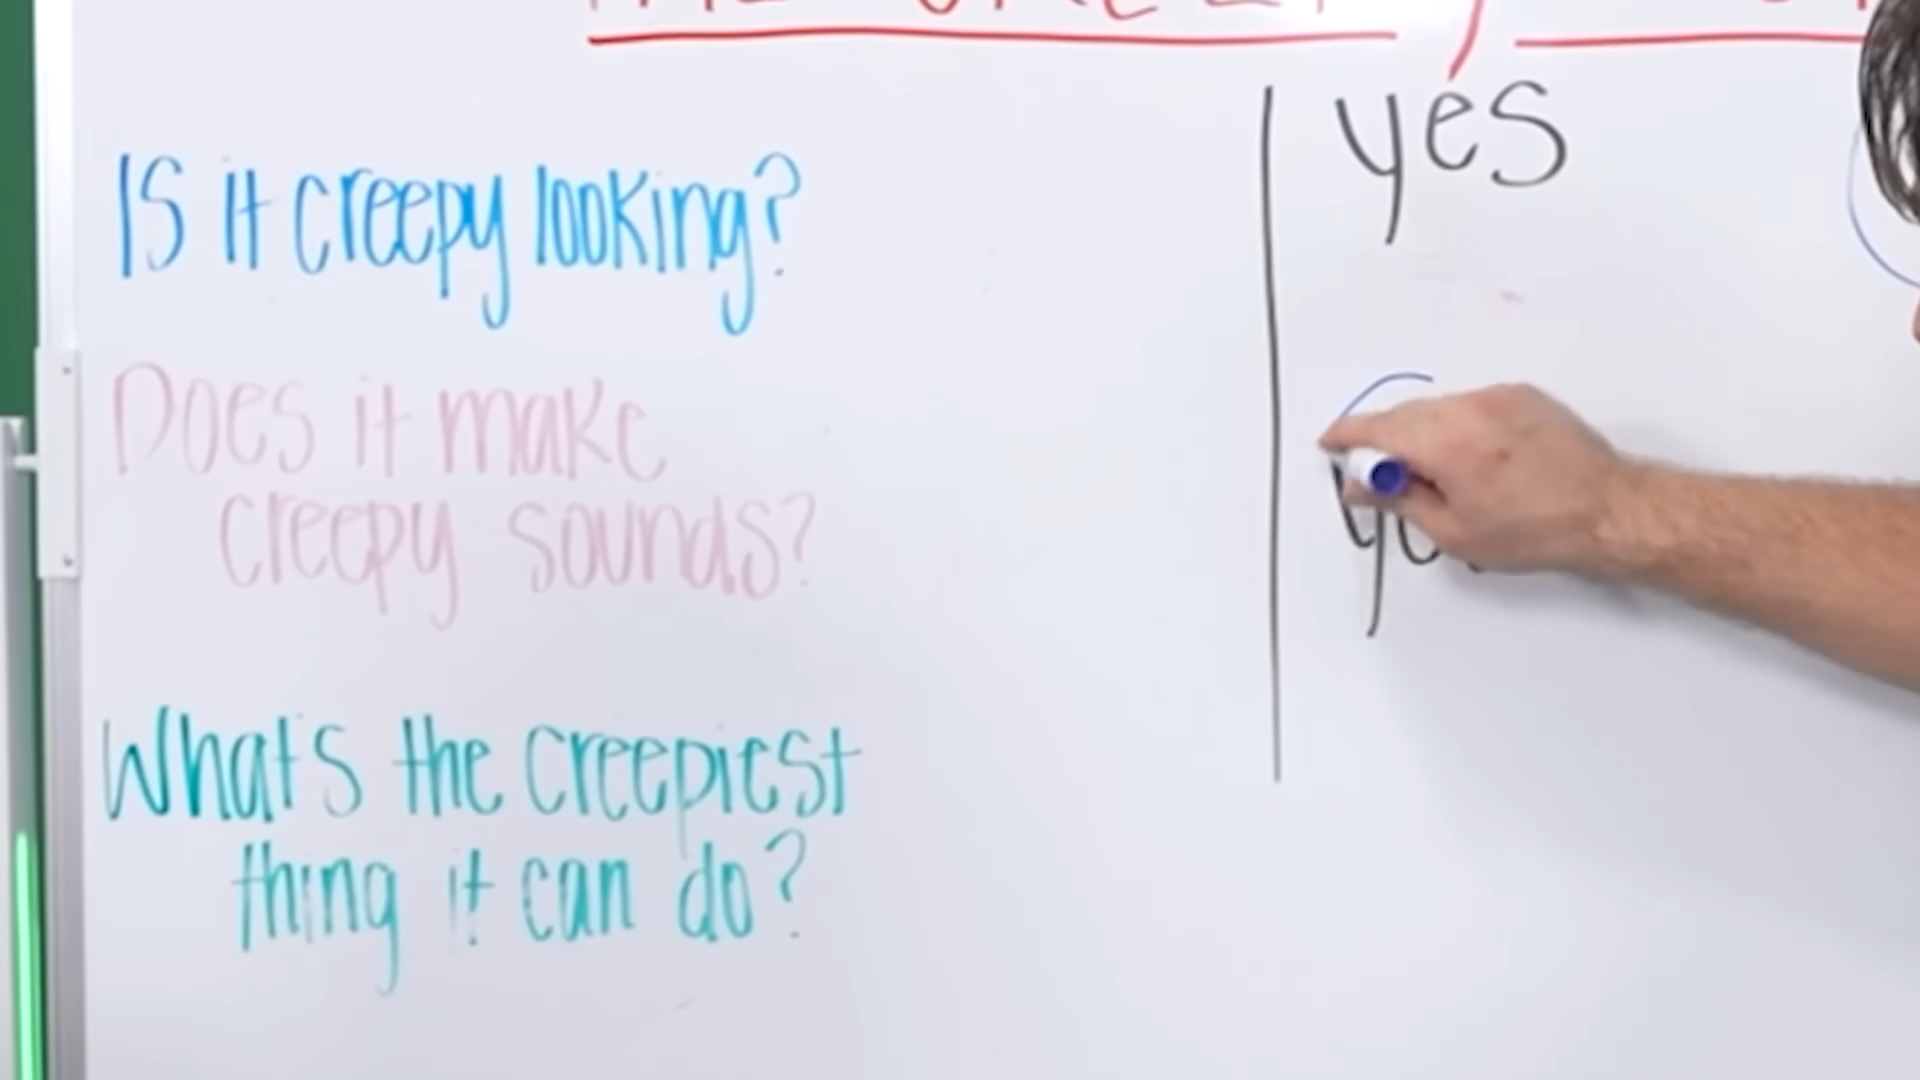 Is it creepy looking?
yes
Does it make
creepy sounds?
What's the creepiest
thing it can do?